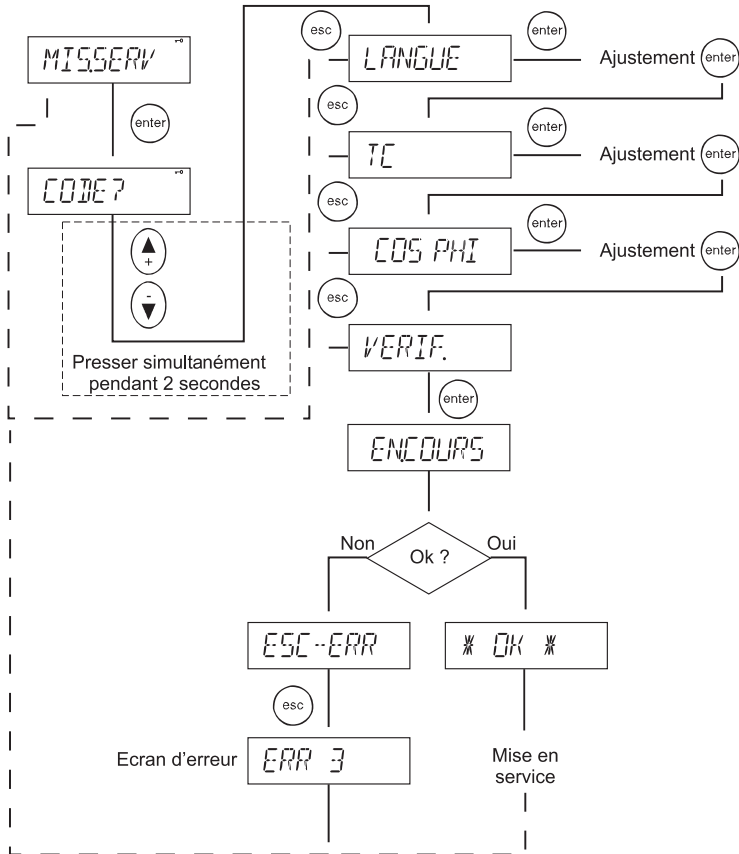 MIS.SERV
enter
CODE?
+
-
Presser simultanément
pendant 2 secondes
esc
LANGUE
enter
Ajustement
enter
esc
TC
enter
Ajustement
enter
esc
COS PHI
enter
Ajustement
enter
esc
VERIF.
enter
EN.COURS
Non
Ok ?
Oui
ESC--ERR
* OK *
esc
Ecran d'erreur
ERR 3
Mise en
service